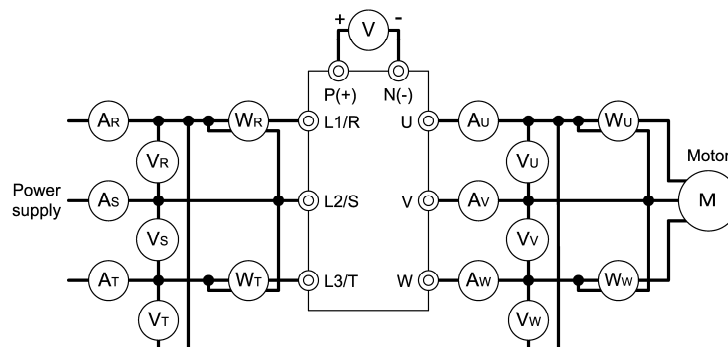 + V -
P(+) N(-)
AR WR L1/R U AU WU
VR VU Motor
Power supply
AS L2/S V AV M
VS VV
AT WT L3/T W AW WW
VT VW